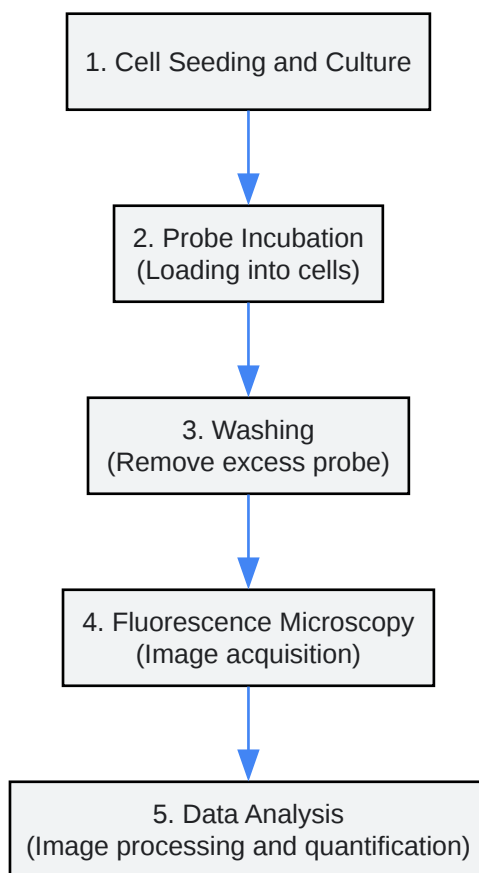 1. Cell Seeding and Culture
2. Probe Incubation
(Loading into cells)
3. Washing
(Remove excess probe)
4. Fluorescence Microscopy
(Image acquisition)
5. Data Analysis
(Image processing and quantification)